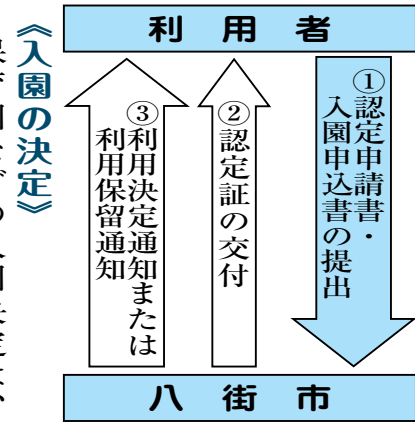 利用者
①認定申請書・
入園申込書の提出
②認定証の交付
③利用決定通知または
利用保留通知
八街市
《入園の決定》